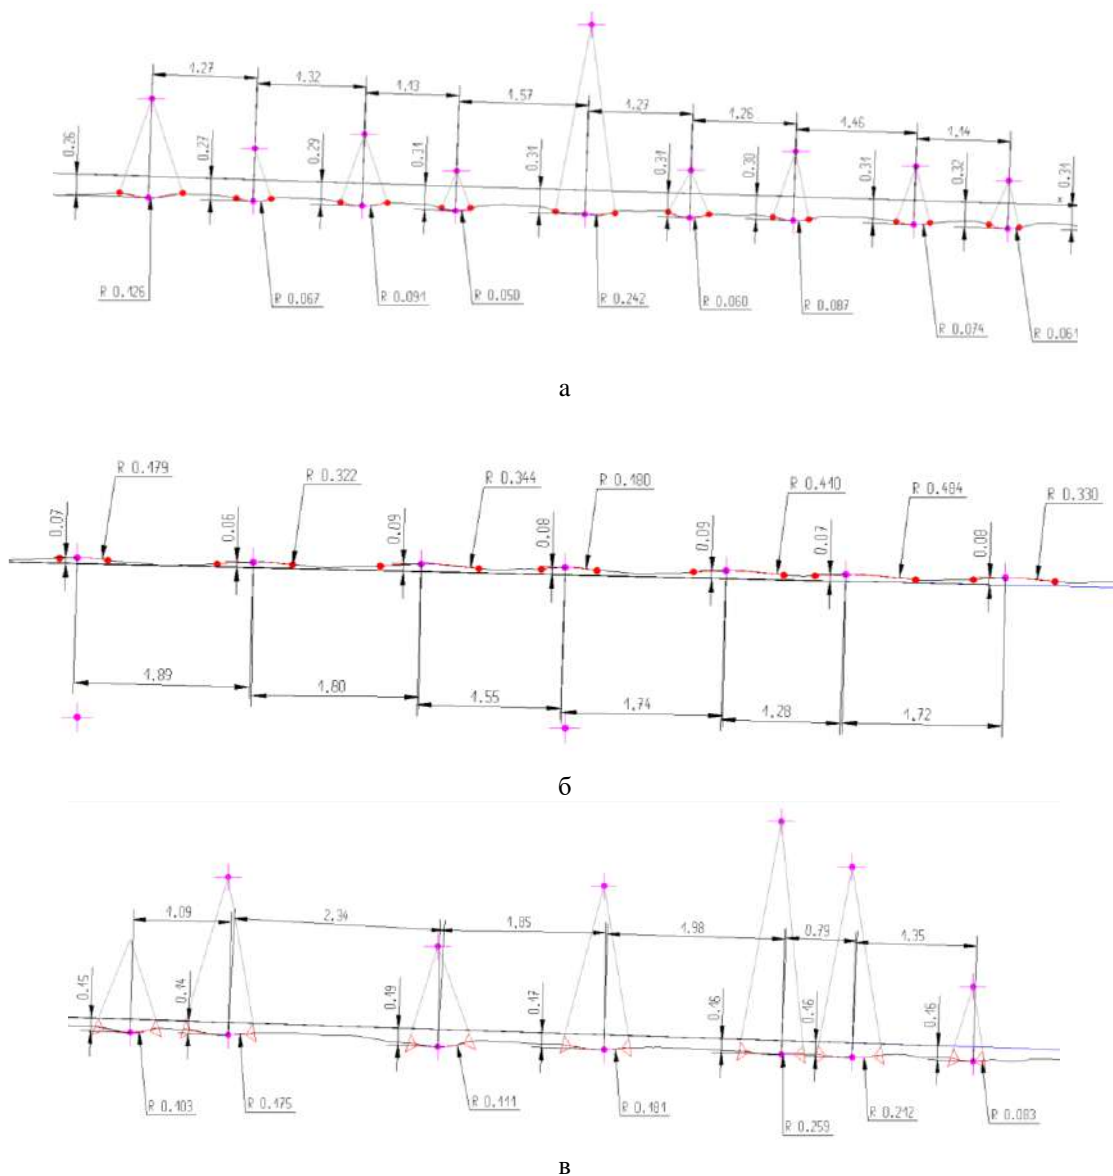 1.27 1.32 1.13 1.57 1.27 1.26 1.46 1.14
0.26 0.27 0.29 0.31 0.31 0.31 0.30 0.31 0.32 0.31
R 0.126 R 0.067 R 0.091 R 0.050 R 0.242 R 0.060 R 0.087 R 0.074 R 0.061
а
R 0.179 R 0.322 R 0.344 R 0.180 R 0.410 R 0.484 R 0.330
0.07 0.06 0.09 0.08 0.09 0.07 0.08
1.89 1.80 1.55 1.74 1.28 1.72
б
1.09 2.34 1.85 1.98 0.79 1.35
0.15 0.14 0.19 0.17 0.16 0.16 0.16
R 0.103 R 0.175 R 0.111 R 0.181 R 0.259 R 0.212 R 0.083
в